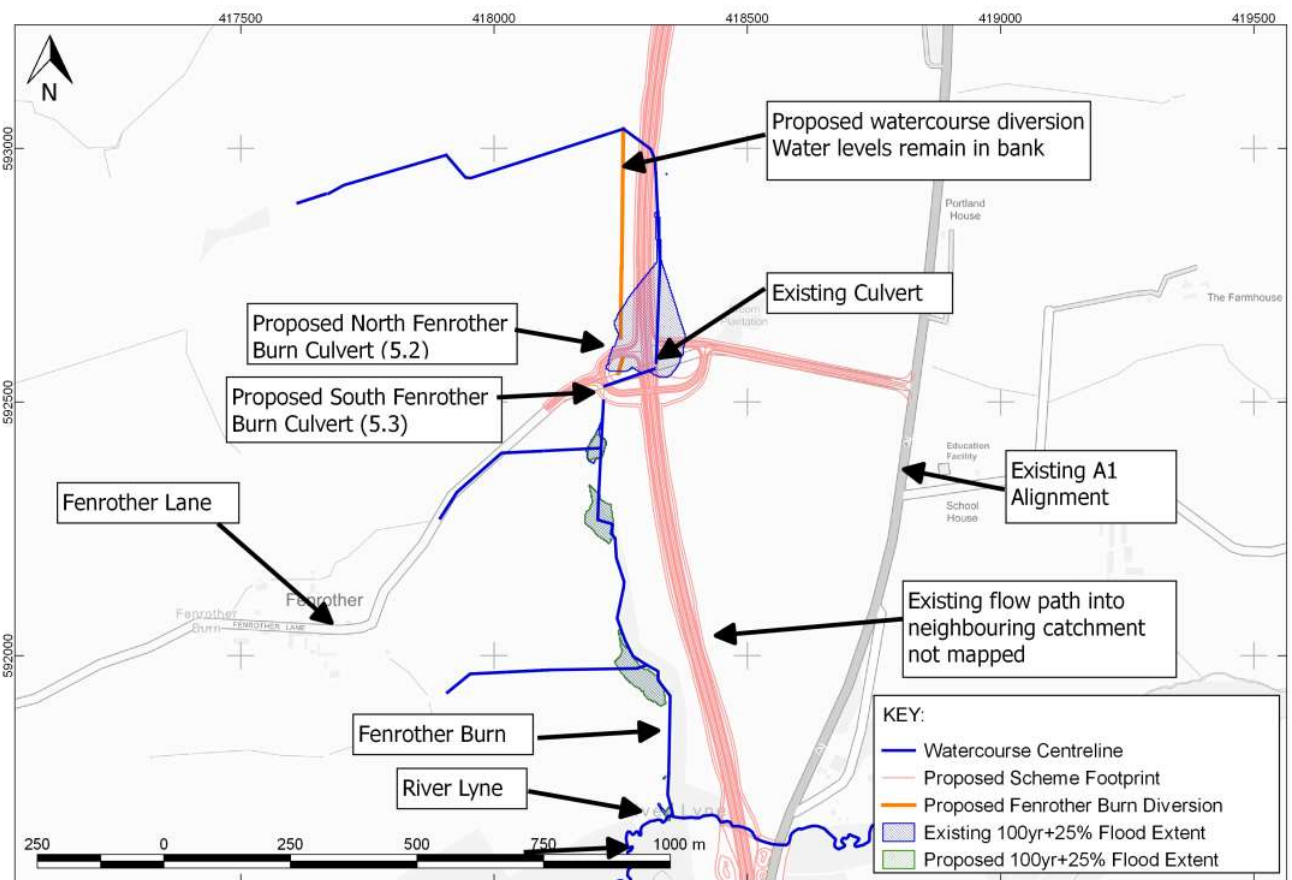 417500
418000
418500
419000
419500
N
593000
592500
592000
Proposed watercourse diversion
Water levels remain in bank
Portland
House
Existing Culvert
The Farmhouse
Plantation
Proposed North Fenrother
Burn Culvert (5.2)
Proposed South Fenrother
Burn Culvert (5.3)
Education
Facility
School
House
Existing A1
Alignment
Fenrother Lane
Fenrother
Fenrother
Burn
FENROTHER LANE
Existing flow path into
neighbouring catchment
not mapped
Fenrother Burn
River Lyne
Lyne
250
0
250
500
750
1000 m
KEY:
Watercourse Centreline
Proposed Scheme Footprint
Proposed Fenrother Burn Diversion
Existing 100yr+25% Flood Extent
Proposed 100yr+25% Flood Extent